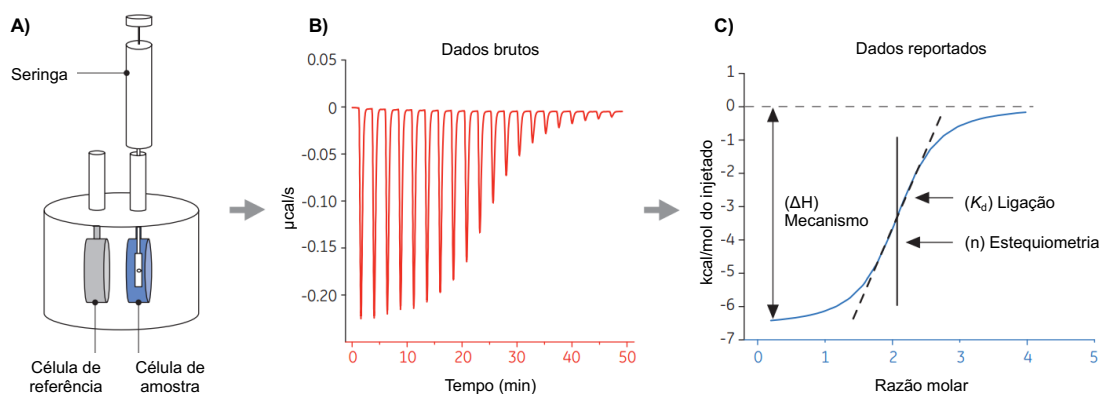 A)
Seringa
Célula de
referência
Célula de
amostra
B)
Dados brutos
0.05
0
-0.05
-0.10
-0.15
-0.20
µcal/s
0
10
20
30
40
50
Tempo (min)
C)
Dados reportados
1
0
-1
-2
-3
-4
-5
-6
-7
kcal/mol do injetado
(ΔH)
Mecanismo
(Kd) Ligação
(n) Estequiometria
0
1
2
3
4
5
Razão molar